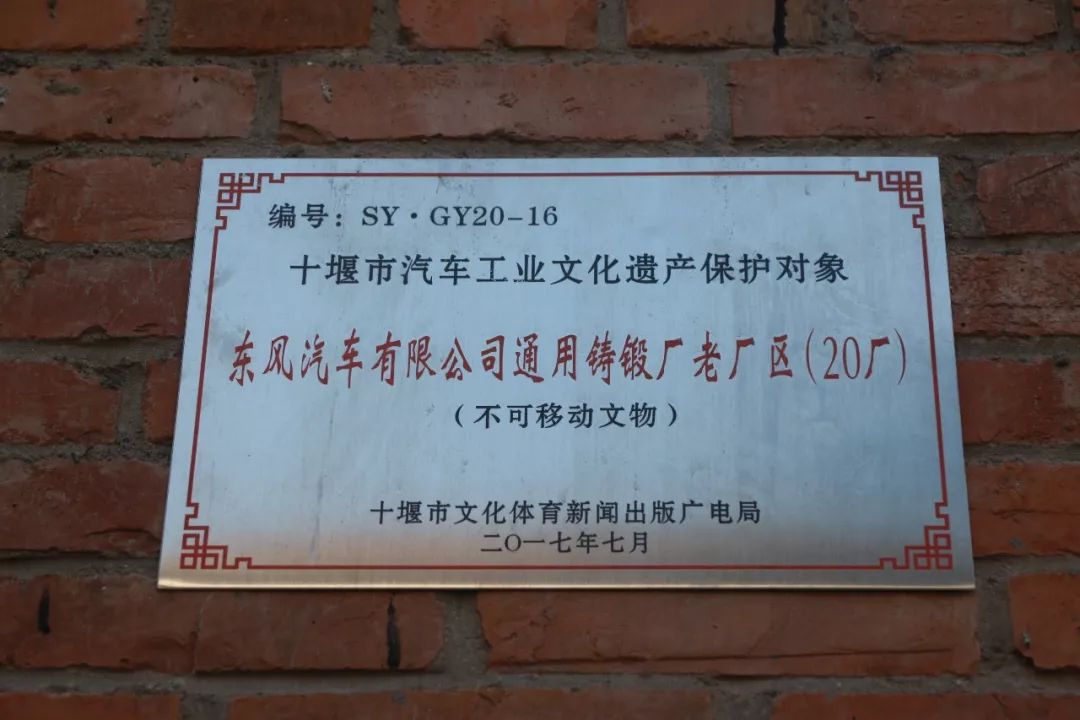 编号：SY·GY20-16
十堰市汽车工业文化遗产保护对象
东风汽车有限公司通用铸锻厂老厂区(20厂)
（不可移动文物）
十堰市文化体育新闻出版广电局
二〇一七年七月